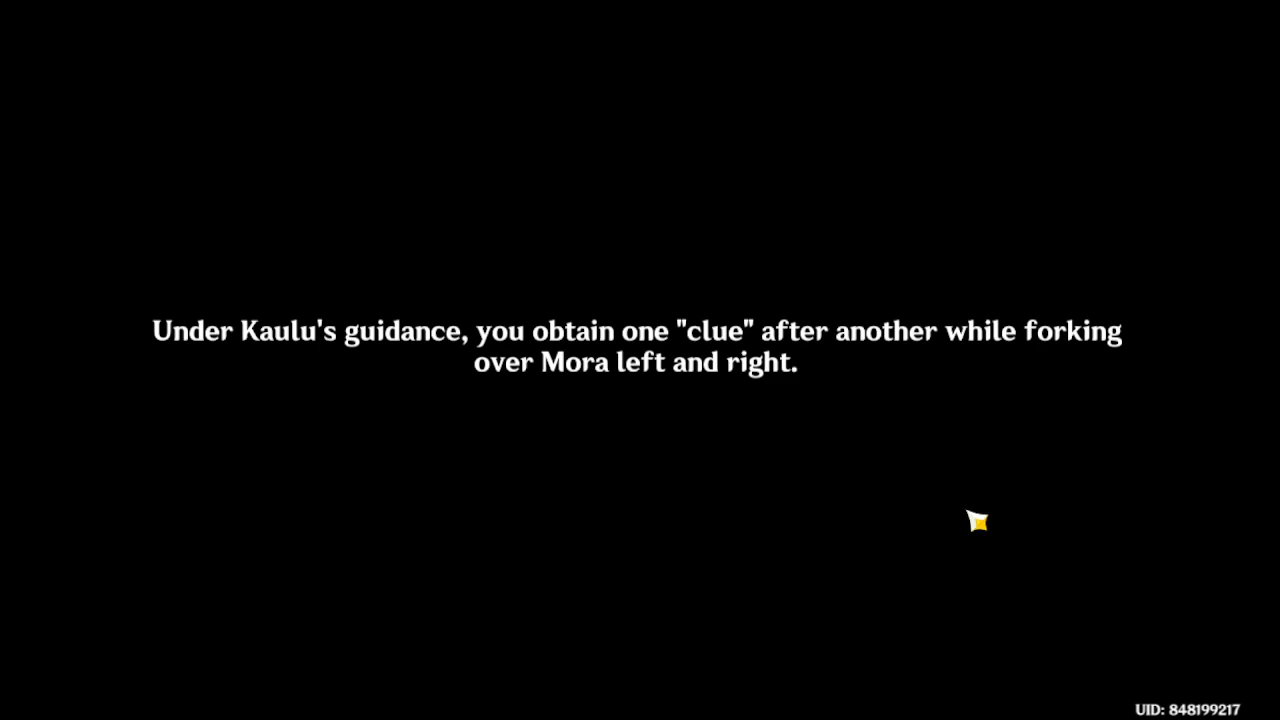 Under Kaulu's guidance, you obtain one "clue" after another while forking
over Mora left and right.
UID: 848199217